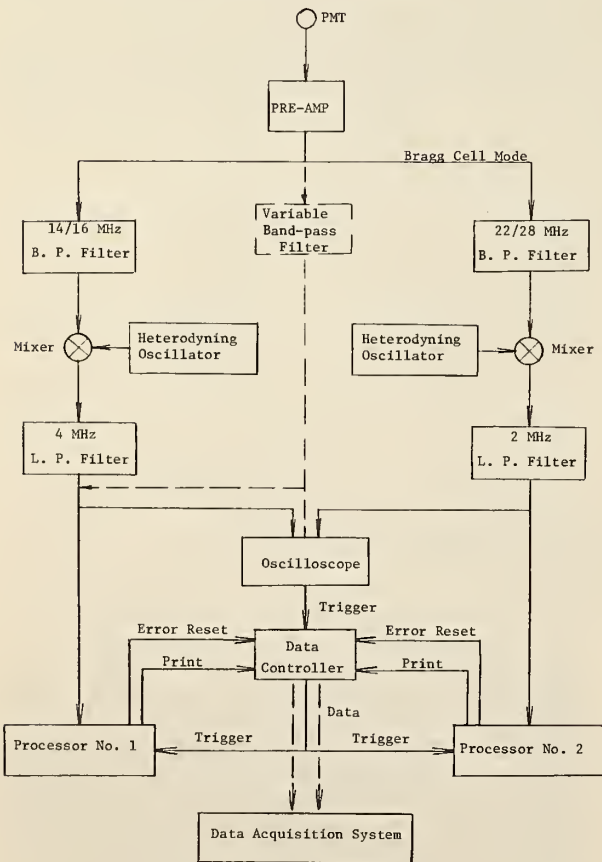 PMT
PRE-AMP
Bragg Cell Mode
14/16 MHz
B. P. Filter
Variable
Band-pass
Filter
22/28 MHz
B. P. Filter
Mixer
Heterodyning
Oscillator
Heterodyning
Oscillator
Mixer
4 MHz
L. P. Filter
2 MHz
L. P. Filter
Oscilloscope
Trigger
Error Reset
Data
Controller
Error Reset
Print
Print
Data
Processor No. 1
Trigger
Trigger
Processor No. 2
Data Acquisition System